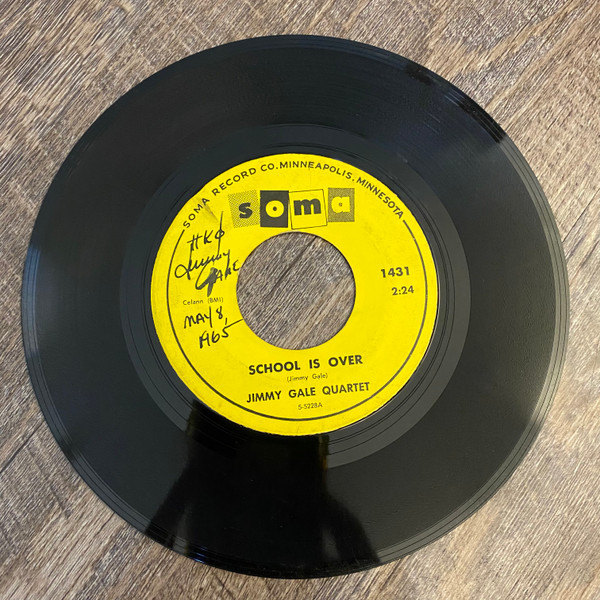 SOMA RECORD CO. MINNEAPOLIS, MINNESOTA
soma
Jimmy
GALE
1431
2:24
Celann (BMI)
MAY 8,
1965
SCHOOL IS OVER
(Jimmy Gale)
JIMMY GALE QUARTET
S-5228A